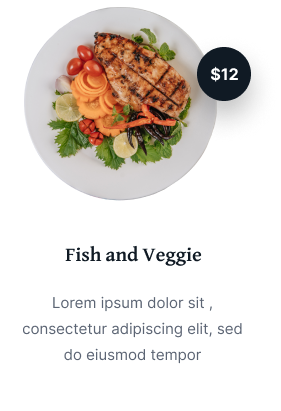 $12
Fish and Veggie
Lorem ipsum dolor sit ,
consectetur adipiscing elit, sed
do eiusmod tempor